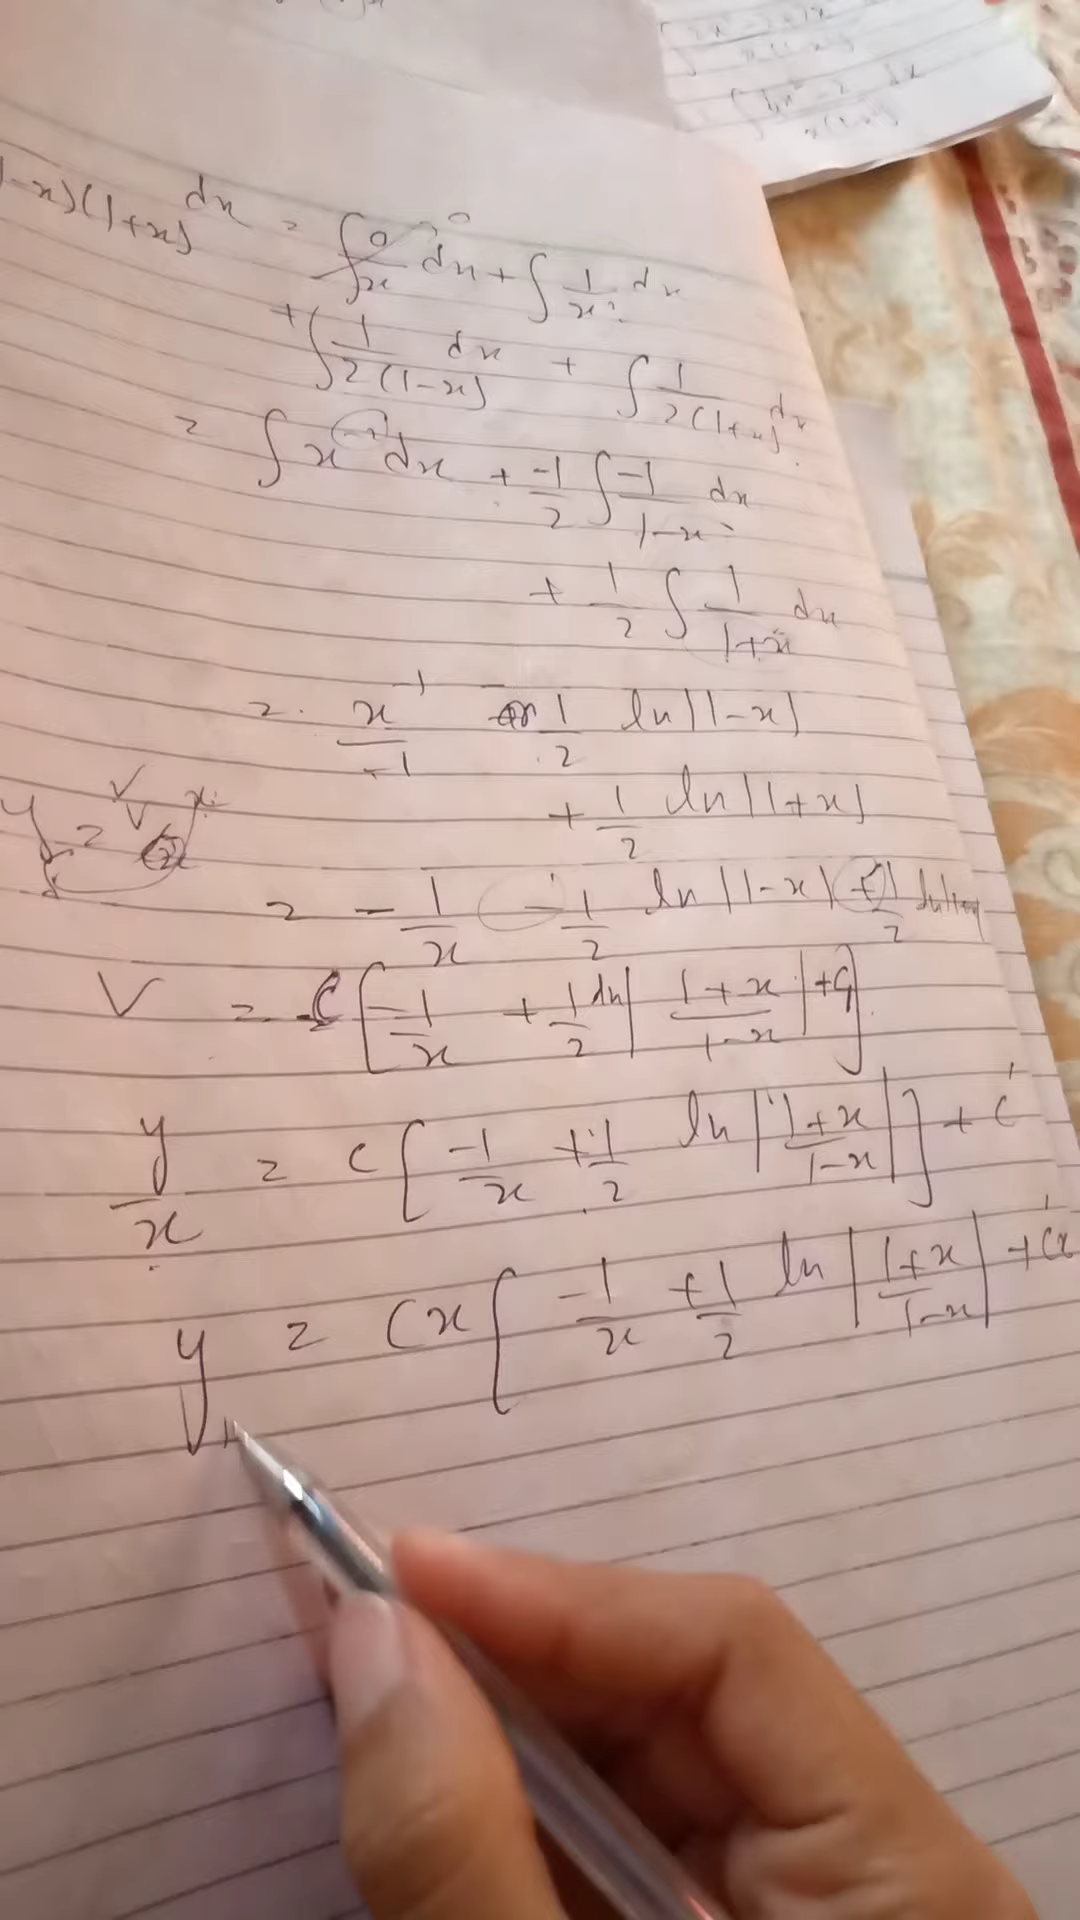 -x)(1+x) dx = ∫ 0/x dx + ∫ 1/x² dx
+ ∫ 1/2(1-x) dx + ∫ 1/2(1+x) dx
= ∫ x^-2 dx + -1/2 ∫ -1/1-x dx
+ 1/2 ∫ 1/1+x dx
= x^-1/-1 - 1/2 ln|1-x|
+ 1/2 ln|1+x|
y = v x
= -1/x - 1/2 ln|1-x| + 1/2 ln|1+x|
V = C[-1/x + 1/2 ln|1+x/1-x| + C1]
y/x = C[-1/x + 1/2 ln|1+x/1-x|] + C'
y = Cx[-1/x + 1/2 ln|1+x/1-x| + C'x